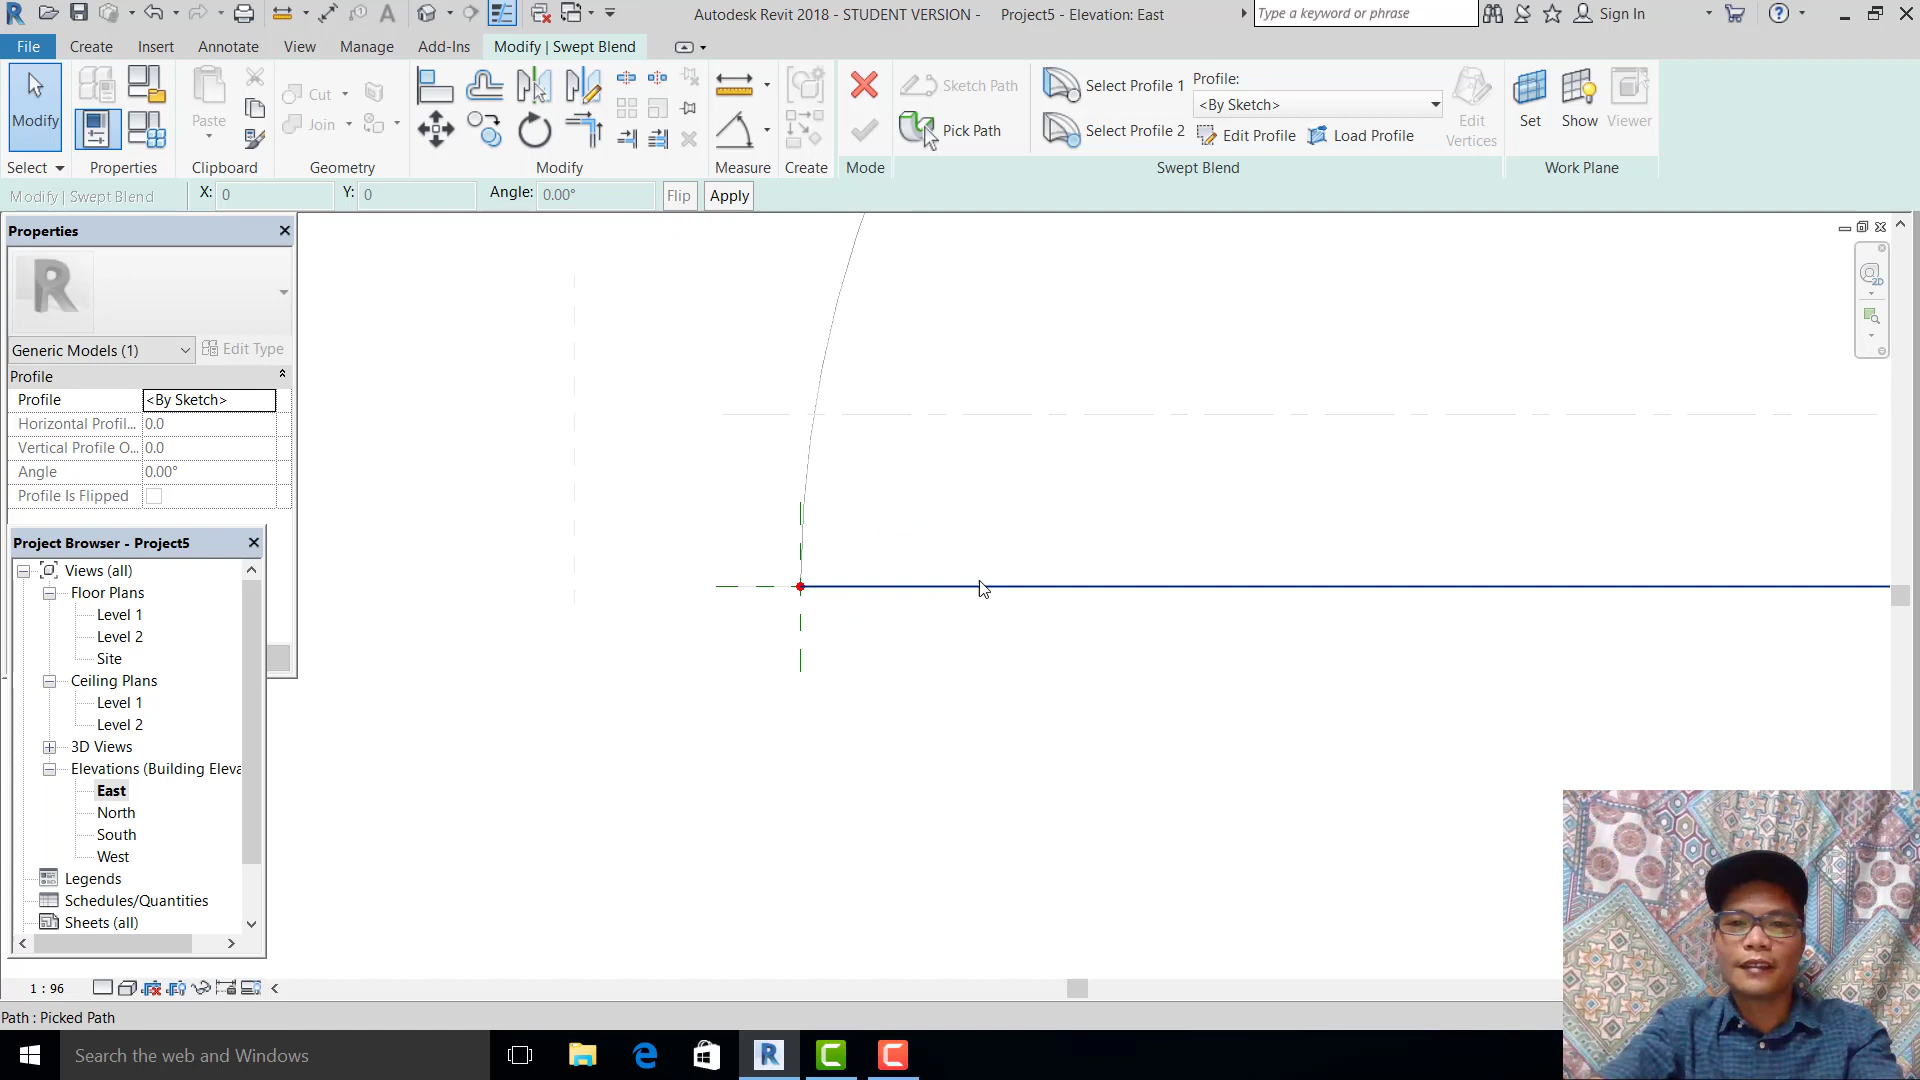 Autodesk Revit 2018 - STUDENT VERSION - Project5 - Elevation: East
Type a keyword or phrase
Sign In
File Create Insert Annotate View Manage Add-Ins Modify | Swept Blend
Modify
Paste
Cut
Join
Sketch Path
Pick Path
Select Profile 1
Select Profile 2
Profile:
<By Sketch>
Edit Profile
Load Profile
Edit
Vertices
Set
Show
Viewer
Select Properties Clipboard Geometry Modify Measure Create Mode Swept Blend Work Plane
Modify | Swept Blend X: 0 Y: 0 Angle: 0.00° Flip Apply
Properties
R
Generic Models (1) Edit Type
Profile
Profile <By Sketch>
Horizontal Profil... 0.0
Vertical Profile O... 0.0
Angle 0.00°
Profile Is Flipped
Project Browser - Project5
Views (all)
Floor Plans
Level 1
Level 2
Site
Ceiling Plans
Level 1
Level 2
3D Views
Elevations (Building Eleva
East
North
South
West
Legends
Schedules/Quantities
Sheets (all)
2D
1 : 96
Path : Picked Path
Search the web and Windows